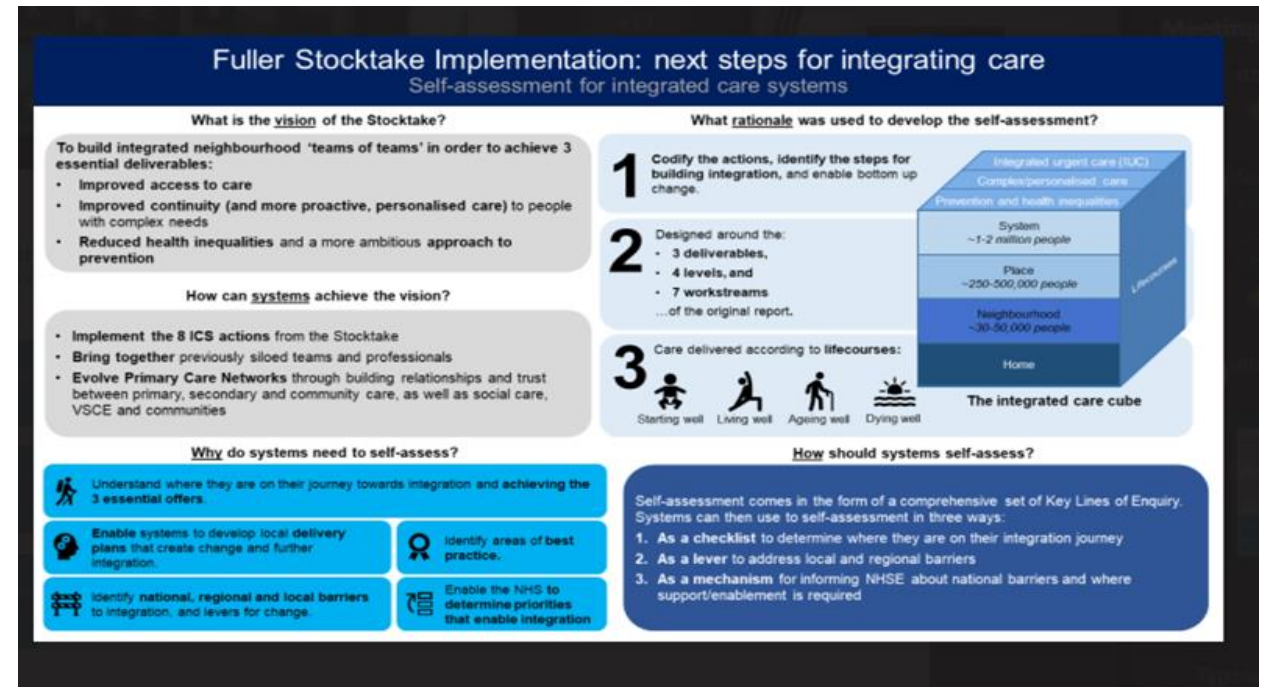 Fuller Stocktake Implementation: next steps for integrating care
Self-assessment for integrated care systems
What is the vision of the Stocktake?
To build integrated neighbourhood 'teams of teams' in order to achieve 3
essential deliverables:
• Improved access to care
• Improved continuity (and more proactive, personalised care) to people
with complex needs
• Reduced health inequalities and a more ambitious approach to
prevention
How can systems achieve the vision?
• Implement the 8 ICS actions from the Stocktake
• Bring together previously siloed teams and professionals
• Evolve Primary Care Networks through building relationships and trust
between primary, secondary and community care, as well as social care,
VSCE and communities
Why do systems need to self-assess?
Understand where they are on their journey towards integration and achieving the
3 essential offers.
Enable systems to develop local delivery
plans that create change and further
integration.
Identify areas of best
practice.
Identify national, regional and local barriers
to integration, and levers for change.
Enable the NHS to
determine priorities
that enable integration
What rationale was used to develop the self-assessment?
1
Codify the actions, identify the steps for
building integration, and enable bottom up
change.
2
Designed around the:
• 3 deliverables,
• 4 levels, and
• 7 workstreams
...of the original report.
3
Care delivered according to lifecourses:
Starting well Living well Ageing well Dying well
Integrated urgent care (IUC)
Complex/personalised care
Prevention and health inequalities
System
~1-2 million people
Place
~250-500,000 people
Neighbourhood
~30-50,000 people
Home
Lifecourses
The integrated care cube
How should systems self-assess?
Self-assessment comes in the form of a comprehensive set of Key Lines of Enquiry.
Systems can then use to self-assessment in three ways:
1. As a checklist to determine where they are on their integration journey
2. As a lever to address local and regional barriers
3. As a mechanism for informing NHSE about national barriers and where
support/enablement is required